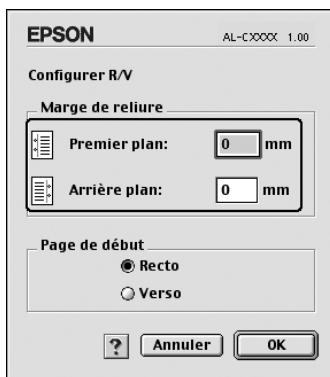 EPSON AL-CXXXX 1.00
Configurer R/V
Marge de reliure
Premier plan: 0 mm
Arrière plan: 0 mm
Page de début
Recto
Verso
? Annuler OK